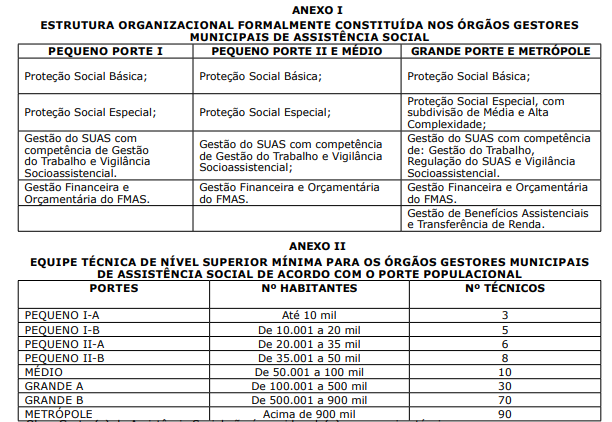 ANEXO I
ESTRUTURA ORGANIZACIONAL FORMALMENTE CONSTITUÍDA NOS ÓRGÃOS GESTORES
MUNICIPAIS DE ASSISTÊNCIA SOCIAL
PEQUENO PORTE I PEQUENO PORTE II E MÉDIO GRANDE PORTE E METRÓPOLE
Proteção Social Básica; Proteção Social Básica; Proteção Social Básica;
Proteção Social Especial; Proteção Social Especial; Proteção Social Especial, com
subdivisão de Média e Alta
Complexidade;
Gestão do SUAS com
competência de Gestão
do Trabalho e Vigilância
Socioassistencial.
Gestão do SUAS com competência
de Gestão do Trabalho e Vigilância
Socioassistencial;
Gestão do SUAS com competência
de: Gestão do Trabalho,
Regulação do SUAS e Vigilância
Socioassistencial.
Gestão Financeira e
Orçamentária do FMAS.
Gestão Financeira e Orçamentária
do FMAS.
Gestão Financeira e Orçamentária
do FMAS.
Gestão de Benefícios Assistenciais
e Transferência de Renda.
ANEXO II
EQUIPE TÉCNICA DE NÍVEL SUPERIOR MÍNIMA PARA OS ÓRGÃOS GESTORES MUNICIPAIS
DE ASSISTÊNCIA SOCIAL DE ACORDO COM O PORTE POPULACIONAL
PORTES Nº HABITANTES Nº TÉCNICOS
PEQUENO I-A Até 10 mil 3
PEQUENO I-B De 10.001 a 20 mil 5
PEQUENO II-A De 20.001 a 35 mil 6
PEQUENO II-B De 35.001 a 50 mil 8
MÉDIO De 50.001 a 100 mil 10
GRANDE A De 100.001 a 500 mil 30
GRANDE B De 500.001 a 900 mil 70
METRÓPOLE Acima de 900 mil 90